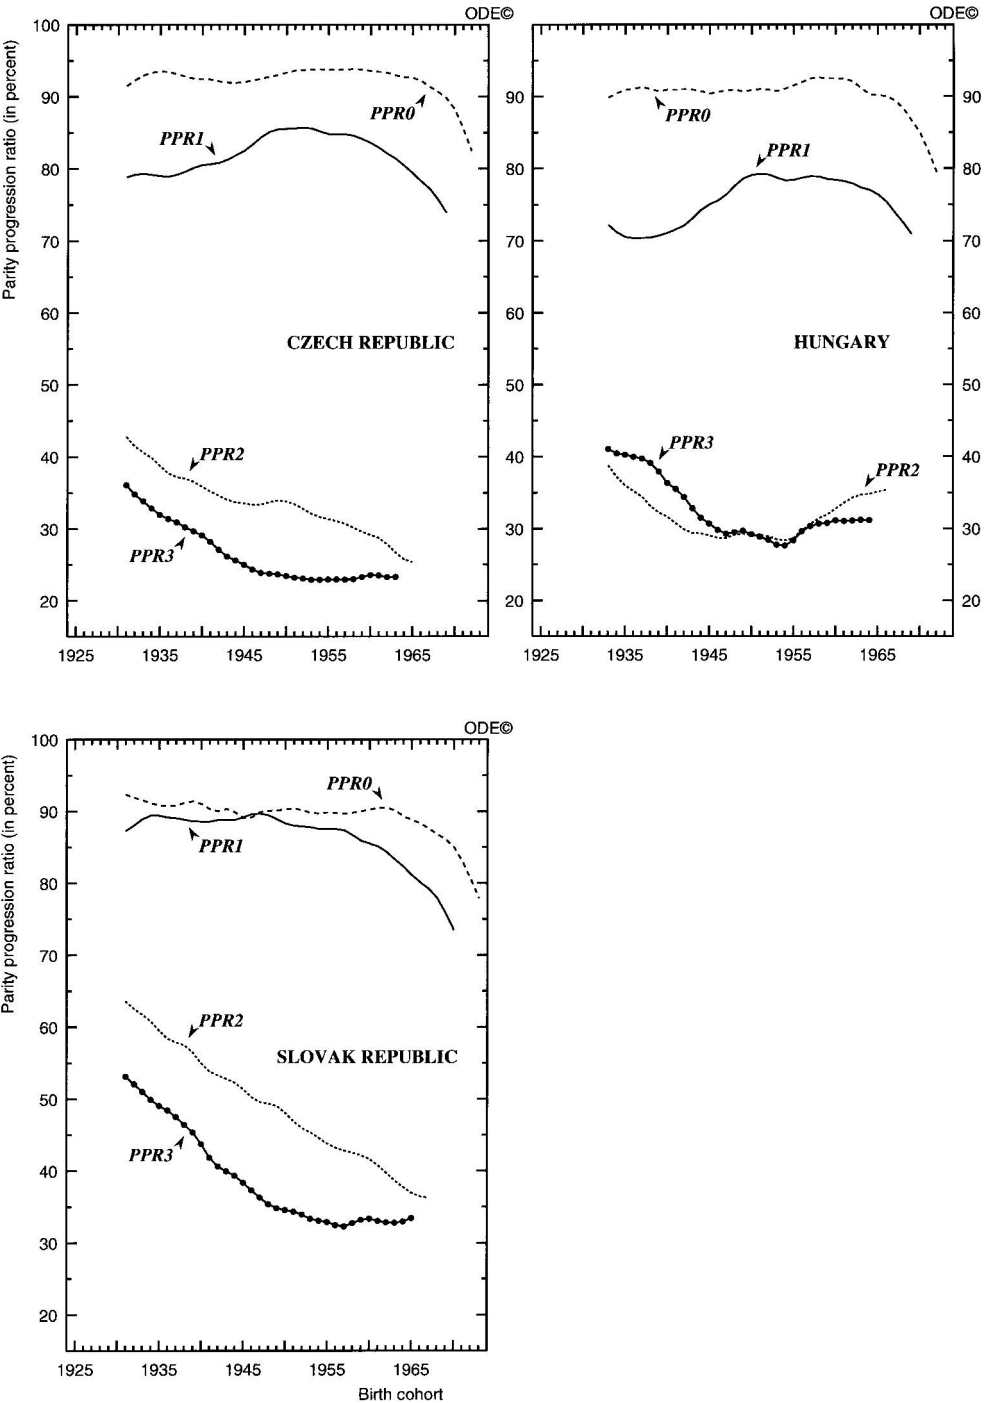 ODE©
ODE©
Parity progression ratio (in percent)
100
90
80
70
60
50
40
30
20
PPR0
PPR1
CZECH REPUBLIC
PPR2
PPR3
1925 1935 1945 1955 1965
PPR0
PPR1
HUNGARY
PPR3
PPR2
90
80
70
60
50
40
30
20
90
80
70
60
50
40
30
20
1925 1935 1945 1955 1965
ODE©
Parity progression ratio (in percent)
100
90
80
70
60
50
40
30
20
PPR0
PPR1
PPR2
SLOVAK REPUBLIC
PPR3
1925 1935 1945 1955 1965
Birth cohort